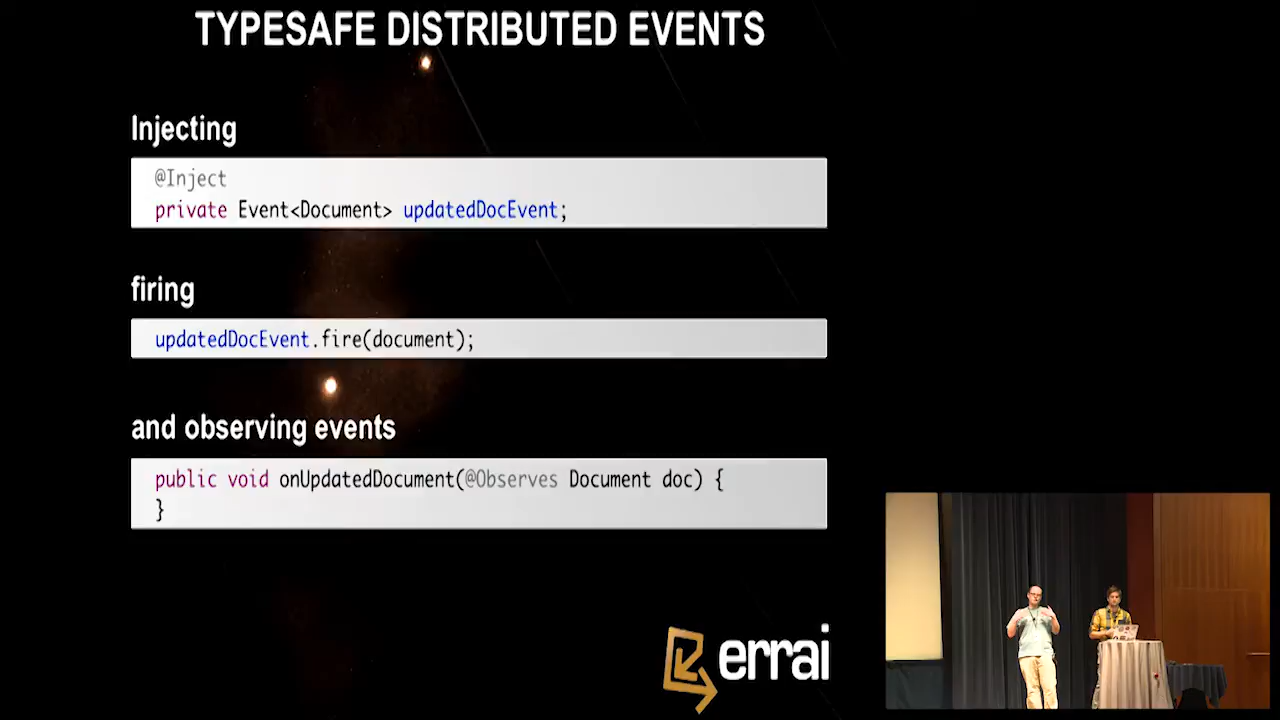 TYPESAFE DISTRIBUTED EVENTS
Injecting
@Inject
private Event<Document> updatedDocEvent;
firing
updatedDocEvent.fire(document);
and observing events
public void onUpdatedDocument(@Observes Document doc) {
}
errai